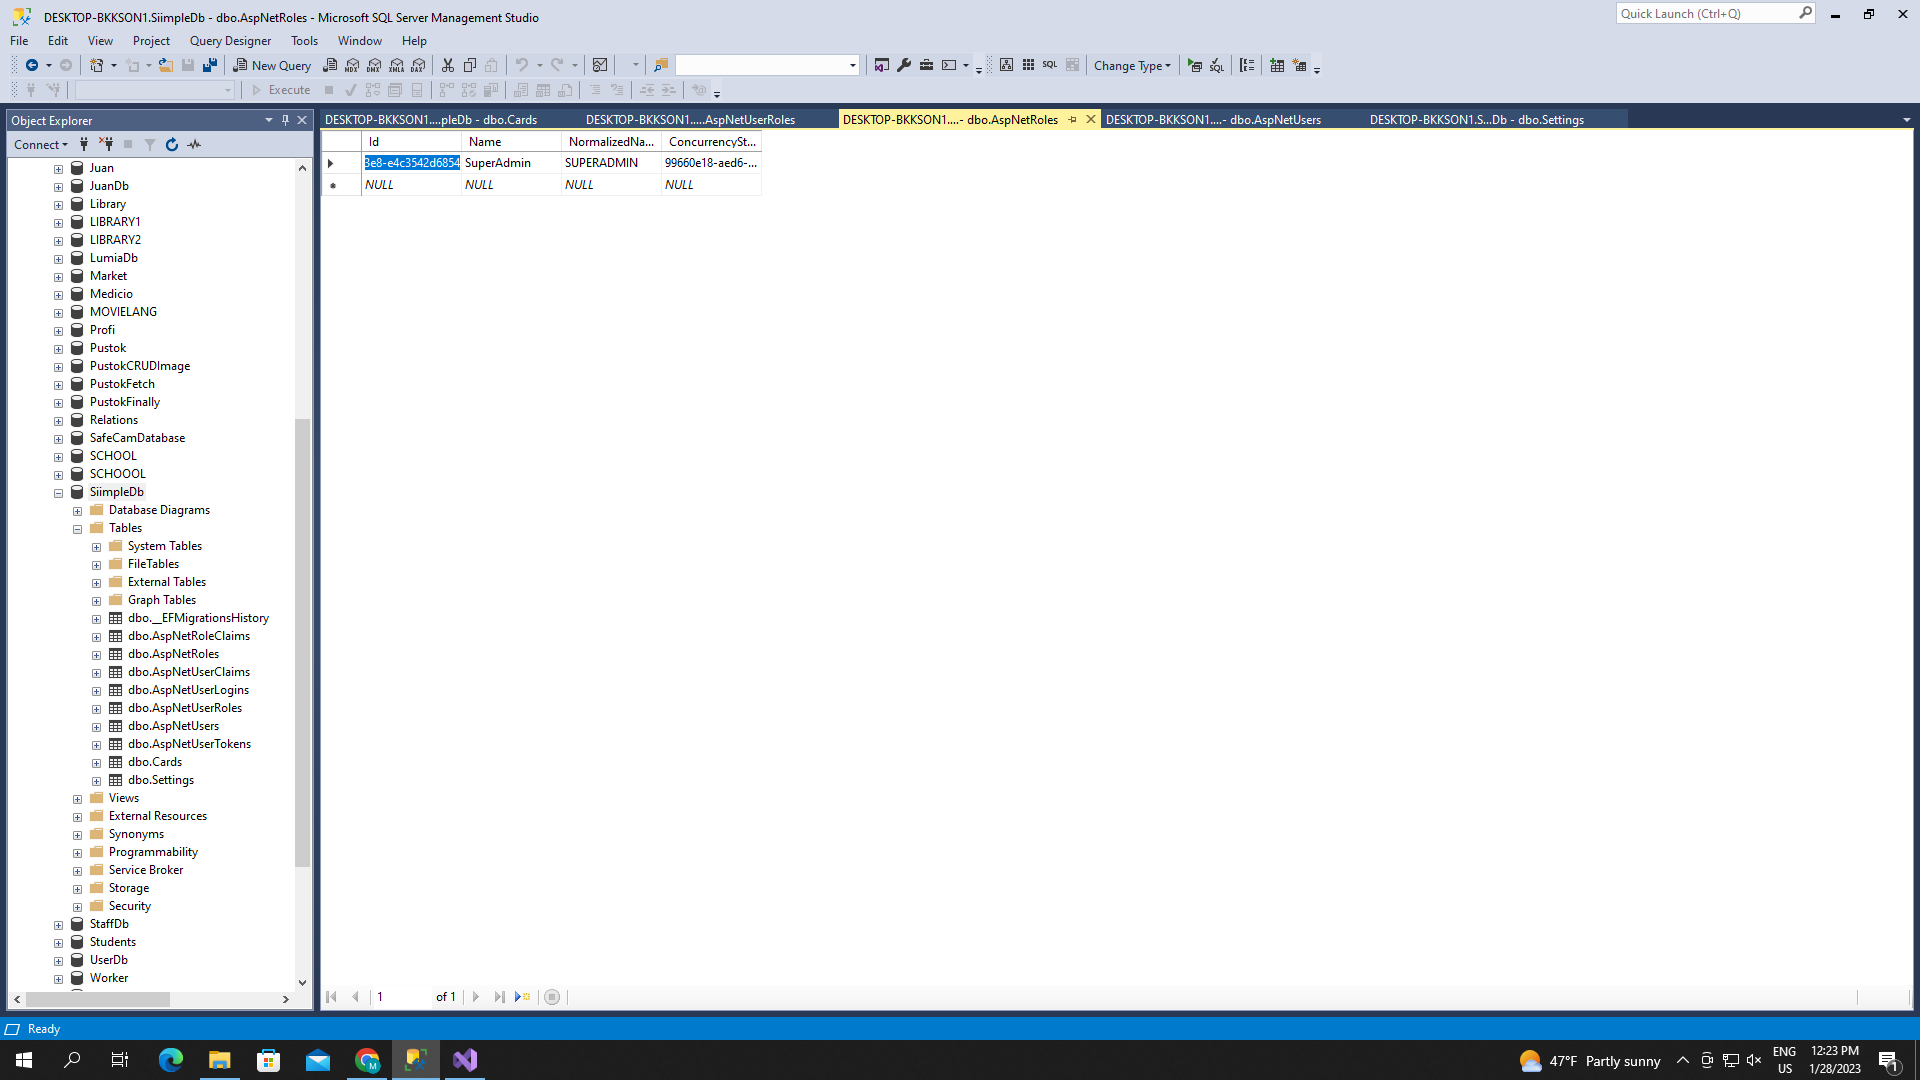 DESKTOP-BKKSON1.SiimpleDb - dbo.AspNetRoles - Microsoft SQL Server Management Studio
Quick Launch (Ctrl+Q)
File Edit View Project Query Designer Tools Window Help
New Query MDX DMX XMLA DAX SQL Change Type
Execute
Object Explorer
DESKTOP-BKKSON1....pleDb - dbo.Cards DESKTOP-BKKSON1.....AspNetUserRoles DESKTOP-BKKSON1....- dbo.AspNetRoles DESKTOP-BKKSON1....- dbo.AspNetUsers DESKTOP-BKKSON1.S...Db - dbo.Settings
Connect
Id Name NormalizedNa... ConcurrencySt...
3e8-e4c3542d6854 SuperAdmin SUPERADMIN 99660e18-aed6-...
NULL NULL NULL NULL
Juan
JuanDb
Library
LIBRARY1
LIBRARY2
LumiaDb
Market
Medicio
MOVIELANG
Profi
Pustok
PustokCRUDImage
PustokFetch
PustokFinally
Relations
SafeCamDatabase
SCHOOL
SCHOOOL
SiimpleDb
Database Diagrams
Tables
System Tables
FileTables
External Tables
Graph Tables
dbo.__EFMigrationsHistory
dbo.AspNetRoleClaims
dbo.AspNetRoles
dbo.AspNetUserClaims
dbo.AspNetUserLogins
dbo.AspNetUserRoles
dbo.AspNetUsers
dbo.AspNetUserTokens
dbo.Cards
dbo.Settings
Views
External Resources
Synonyms
Programmability
Service Broker
Storage
Security
StaffDb
Students
UserDb
Worker
1 of 1
Ready
47°F Partly sunny
ENG
US
12:23 PM
1/28/2023
1
M